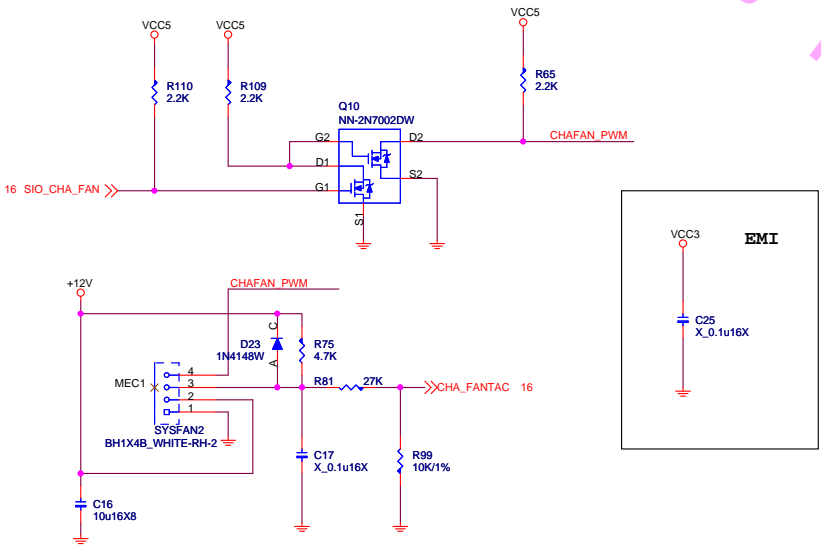 VCC5
VCC5
VCC5
R110
2.2K
R109
2.2K
R65
2.2K
Q10
NN-2N7002DW
G2
D2
CHAFAN_PWM
D1
S2
16 SIO_CHA_FAN
G1
S1
VCC3
EMI
C25
X_0.1u16X
+12V
CHAFAN_PWM
C
D23
1N4148W
A
R75
4.7K
MEC1
4
3
2
1
R81
27K
CHA_FANTAC 16
SYSFAN2
BH1X4B_WHITE-RH-2
C17
X_0.1u16X
R99
10K/1%
C16
10u16X8